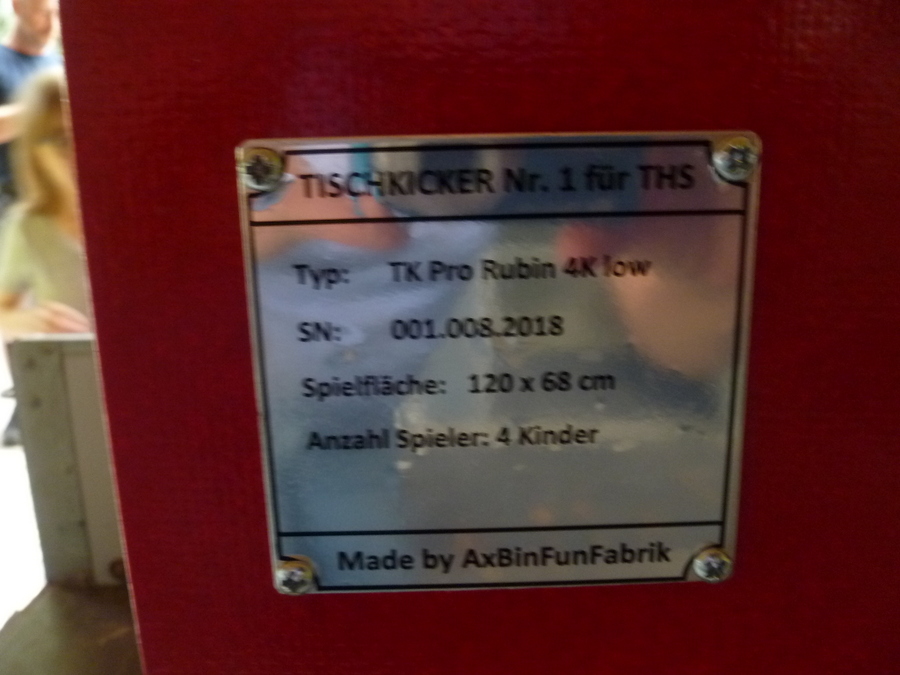 TISCHKICKER Nr. 1 für THS
Typ: TK Pro Rubin 4K low
SN: 001.008.2018
Spielfläche: 120 x 68 cm
Anzahl Spieler: 4 Kinder
Made by AxBinFunFabrik